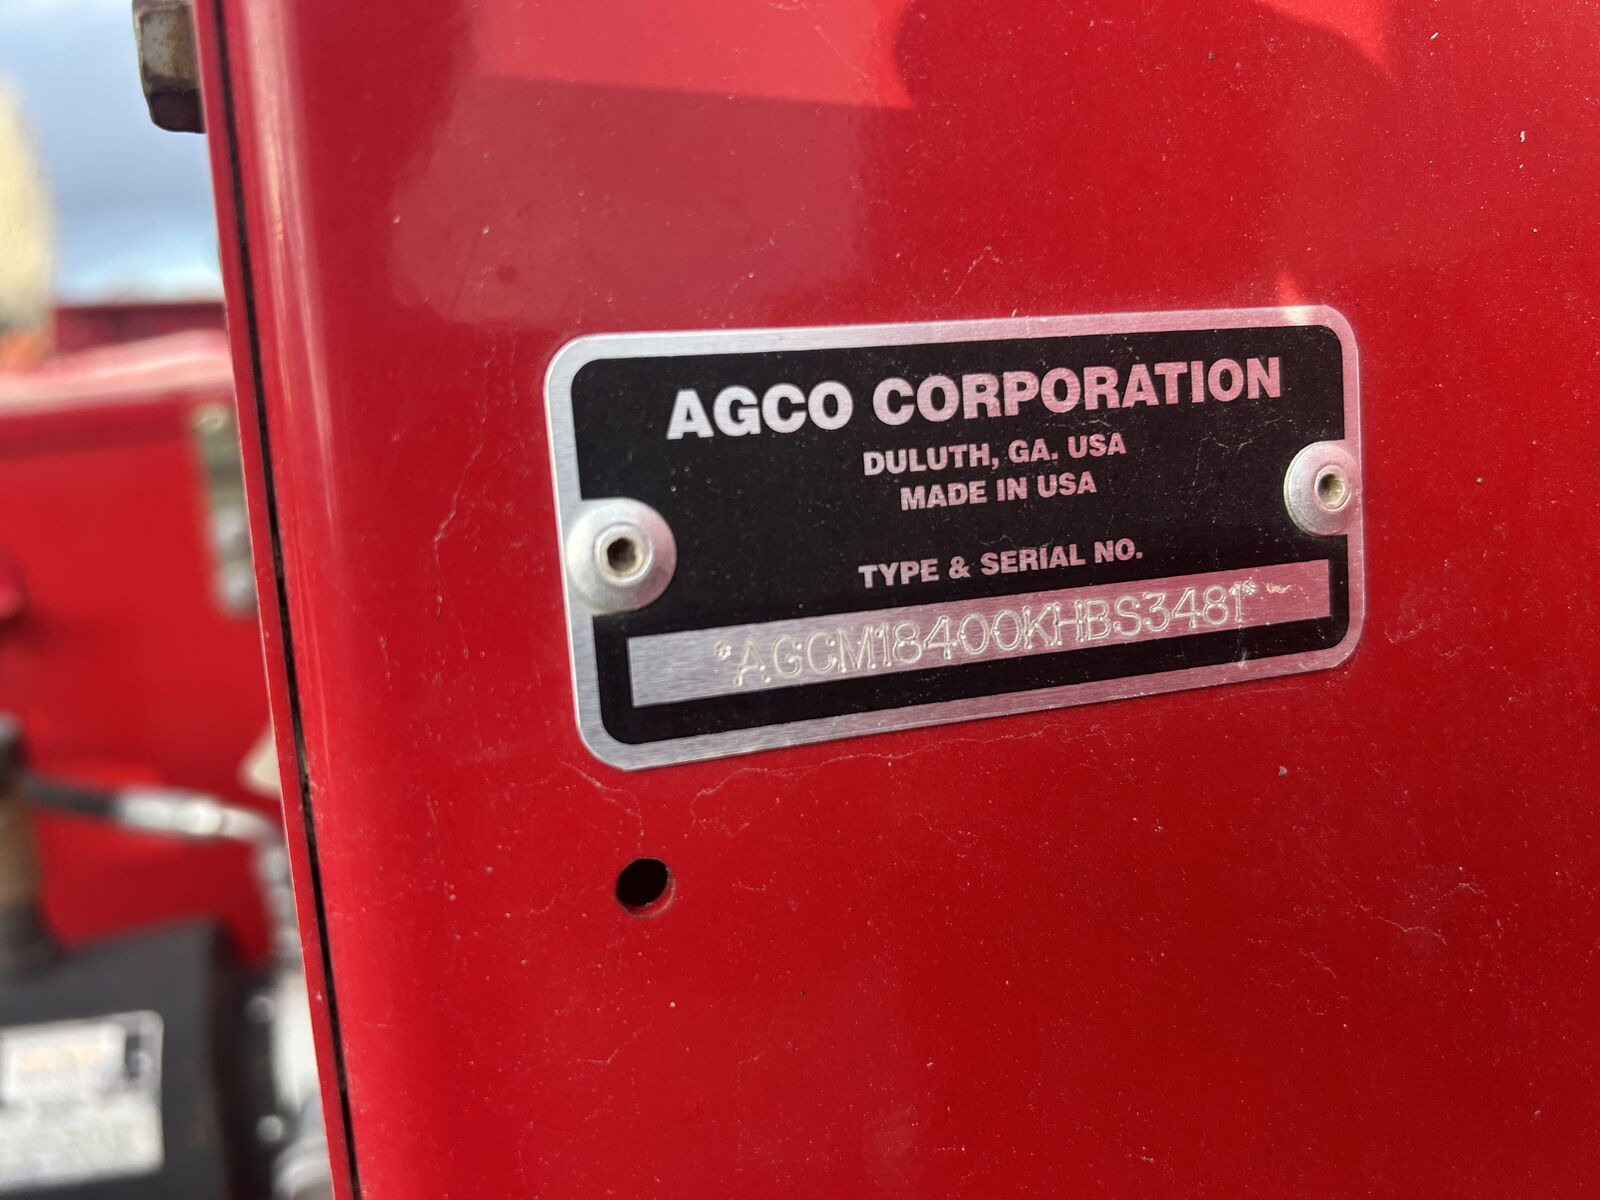 AGCO CORPORATION
DULUTH, GA. USA
MADE IN USA
TYPE & SERIAL NO.
*AGCM18400KHBS3481*